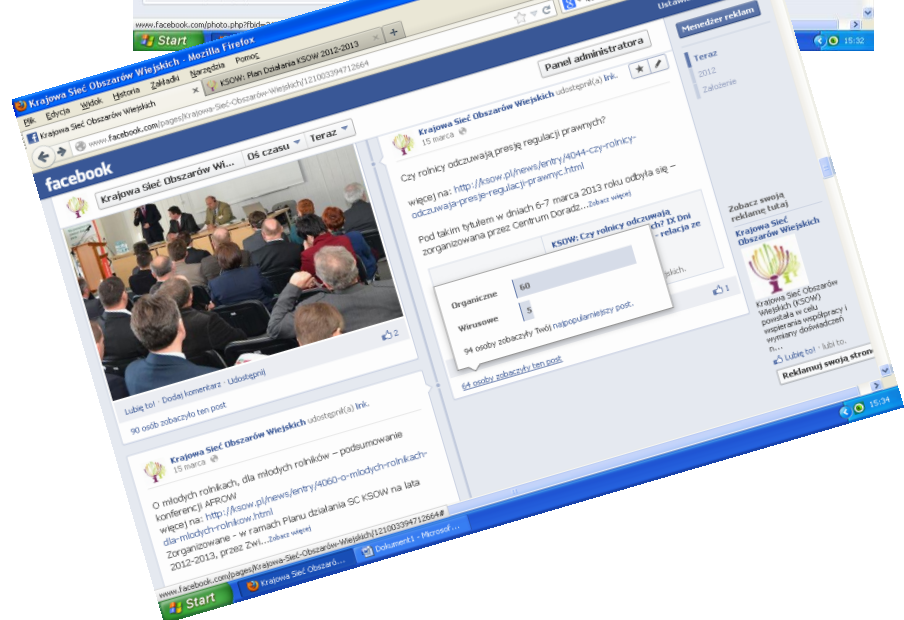 www.facebook.com/photo.php?fbid=
Start
15:32
Krajowa Sieć Obszarów Wiejskich - Mozilla Firefox
Plik Edycja Widok Historia Zakładki Narzędzia Pomoc
Krajowa Sieć Obszarów Wiejskich
KSOW: Plan Działania KSOW 2012-2013
www.facebook.com/pages/Krajowa-Sieć-Obszarów-Wiejskich/121003394712664
facebook
Krajowa Sieć Obszarów Wi... Oś czasu Teraz
Panel administratora
Menedżer reklam
Teraz
2012
Założenie
2
Lubię to! · Dodaj komentarz · Udostępnij
90 osób zobaczyło ten post
Krajowa Sieć Obszarów Wiejskich udostępnił(a) link.
15 marca
O młodych rolnikach, dla młodych rolników – podsumowanie
konferencji AFROW
więcej na: http://ksow.pl/news/entry/4060-o-mlodych-rolnikach-
dla-mlodych-rolnikow.html
Zorganizowane - w ramach Planu działania SC KSOW na lata
2012-2013, przez Zwi...Zobacz więcej
Krajowa Sieć Obszarów Wiejskich udostępnił(a) link.
15 marca
Czy rolnicy odczuwają presję regulacji prawnych?
więcej na: http://ksow.pl/news/entry/4044-czy-rolnicy-
odczuwaja-presje-regulacji-prawnyc.html
Pod takim tytułem w dniach 6-7 marca 2013 roku odbyła się –
zorganizowana przez Centrum Doradz...Zobacz więcej
KSOW: Czy rolnicy odczuwają
ch? IX Dni
- relacja ze
jskich.
Organiczne 60
Wirusowe 5
94 osoby zobaczyły Twój najpopularniejszy post.
1
64 osoby zobaczyły ten post
Zobacz swoją
reklamę tutaj
Krajowa Sieć
Obszarów Wiejskich
Krajowa Sieć Obszarów
Wiejskich (KSOW)
powstała w celu
wspierania współpracy i
wymiany doświadczeń
n...
Lubię to! · lubi to.
Reklamuj swoją stron
www.facebook.com/pages/Krajowa-Sieć-Obszarów-Wiejskich/121003394712664#
Start
Krajowa Sieć Obszaró...
Dokument1 - Microsof...
15:34